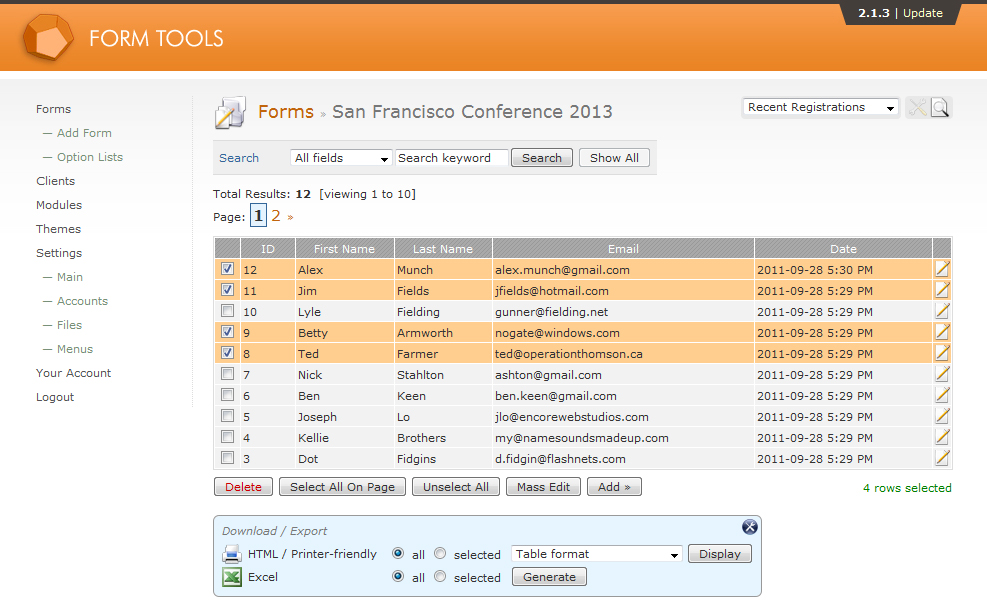 2.1.3 | Update
FORM TOOLS
Forms
— Add Form
— Option Lists
Clients
Modules
Themes
Settings
— Main
— Accounts
— Files
— Menus
Your Account
Logout
Forms » San Francisco Conference 2013
Recent Registrations
Search All fields Search keyword Search Show All
Total Results: 12 [viewing 1 to 10]
Page: 1 2 »
ID First Name Last Name Email Date
12 Alex Munch alex.munch@gmail.com 2011-09-28 5:30 PM
11 Jim Fields jfields@hotmail.com 2011-09-28 5:29 PM
10 Lyle Fielding gunner@fielding.net 2011-09-28 5:29 PM
9 Betty Armworth nogate@windows.com 2011-09-28 5:29 PM
8 Ted Farmer ted@operationthomson.ca 2011-09-28 5:29 PM
7 Nick Stahlton ashton@gmail.com 2011-09-28 5:29 PM
6 Ben Keen ben.keen@gmail.com 2011-09-28 5:29 PM
5 Joseph Lo jlo@encorewebstudios.com 2011-09-28 5:29 PM
4 Kellie Brothers my@namesoundsmadeup.com 2011-09-28 5:29 PM
3 Dot Fidgins d.fidgin@flashnets.com 2011-09-28 5:29 PM
Delete Select All On Page Unselect All Mass Edit Add » 4 rows selected
Download / Export
HTML / Printer-friendly all selected Table format Display
Excel all selected Generate